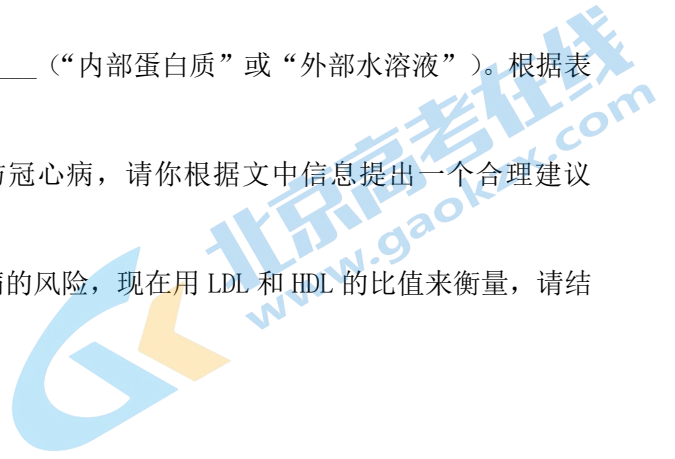 __（“内部蛋白质”或“外部水溶液”）。根据表
冠心病，请你根据文中信息提出一个合理建议
的风险，现在用 LDL 和 HDL 的比值来衡量，请结
北京高考在线
www.gaokzx.com